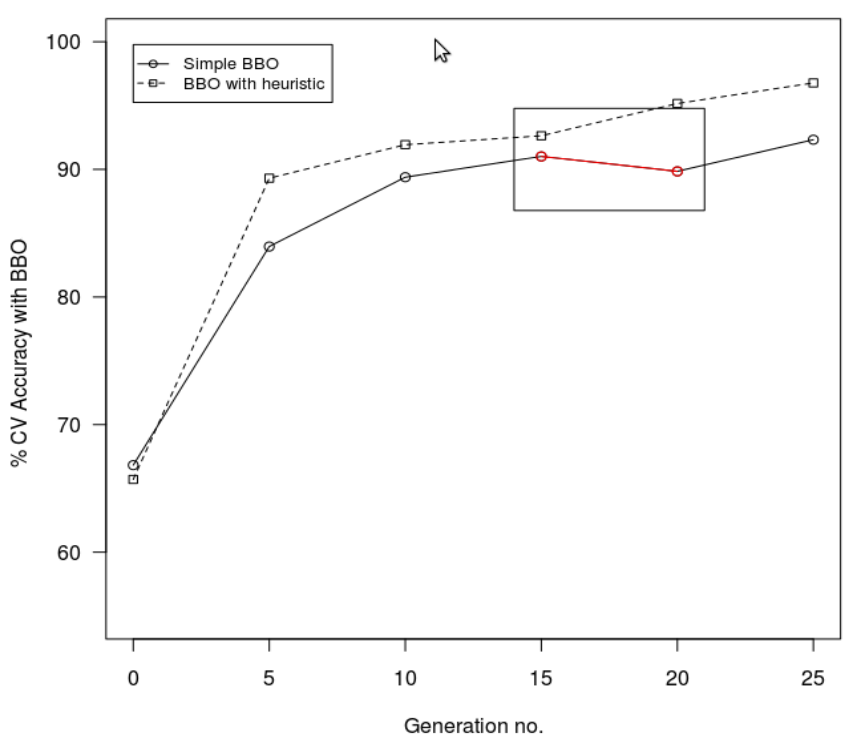 100
Simple BBO
BBO with heuristic
90
80
70
60
% CV Accuracy with BBO
0 5 10 15 20 25
Generation no.